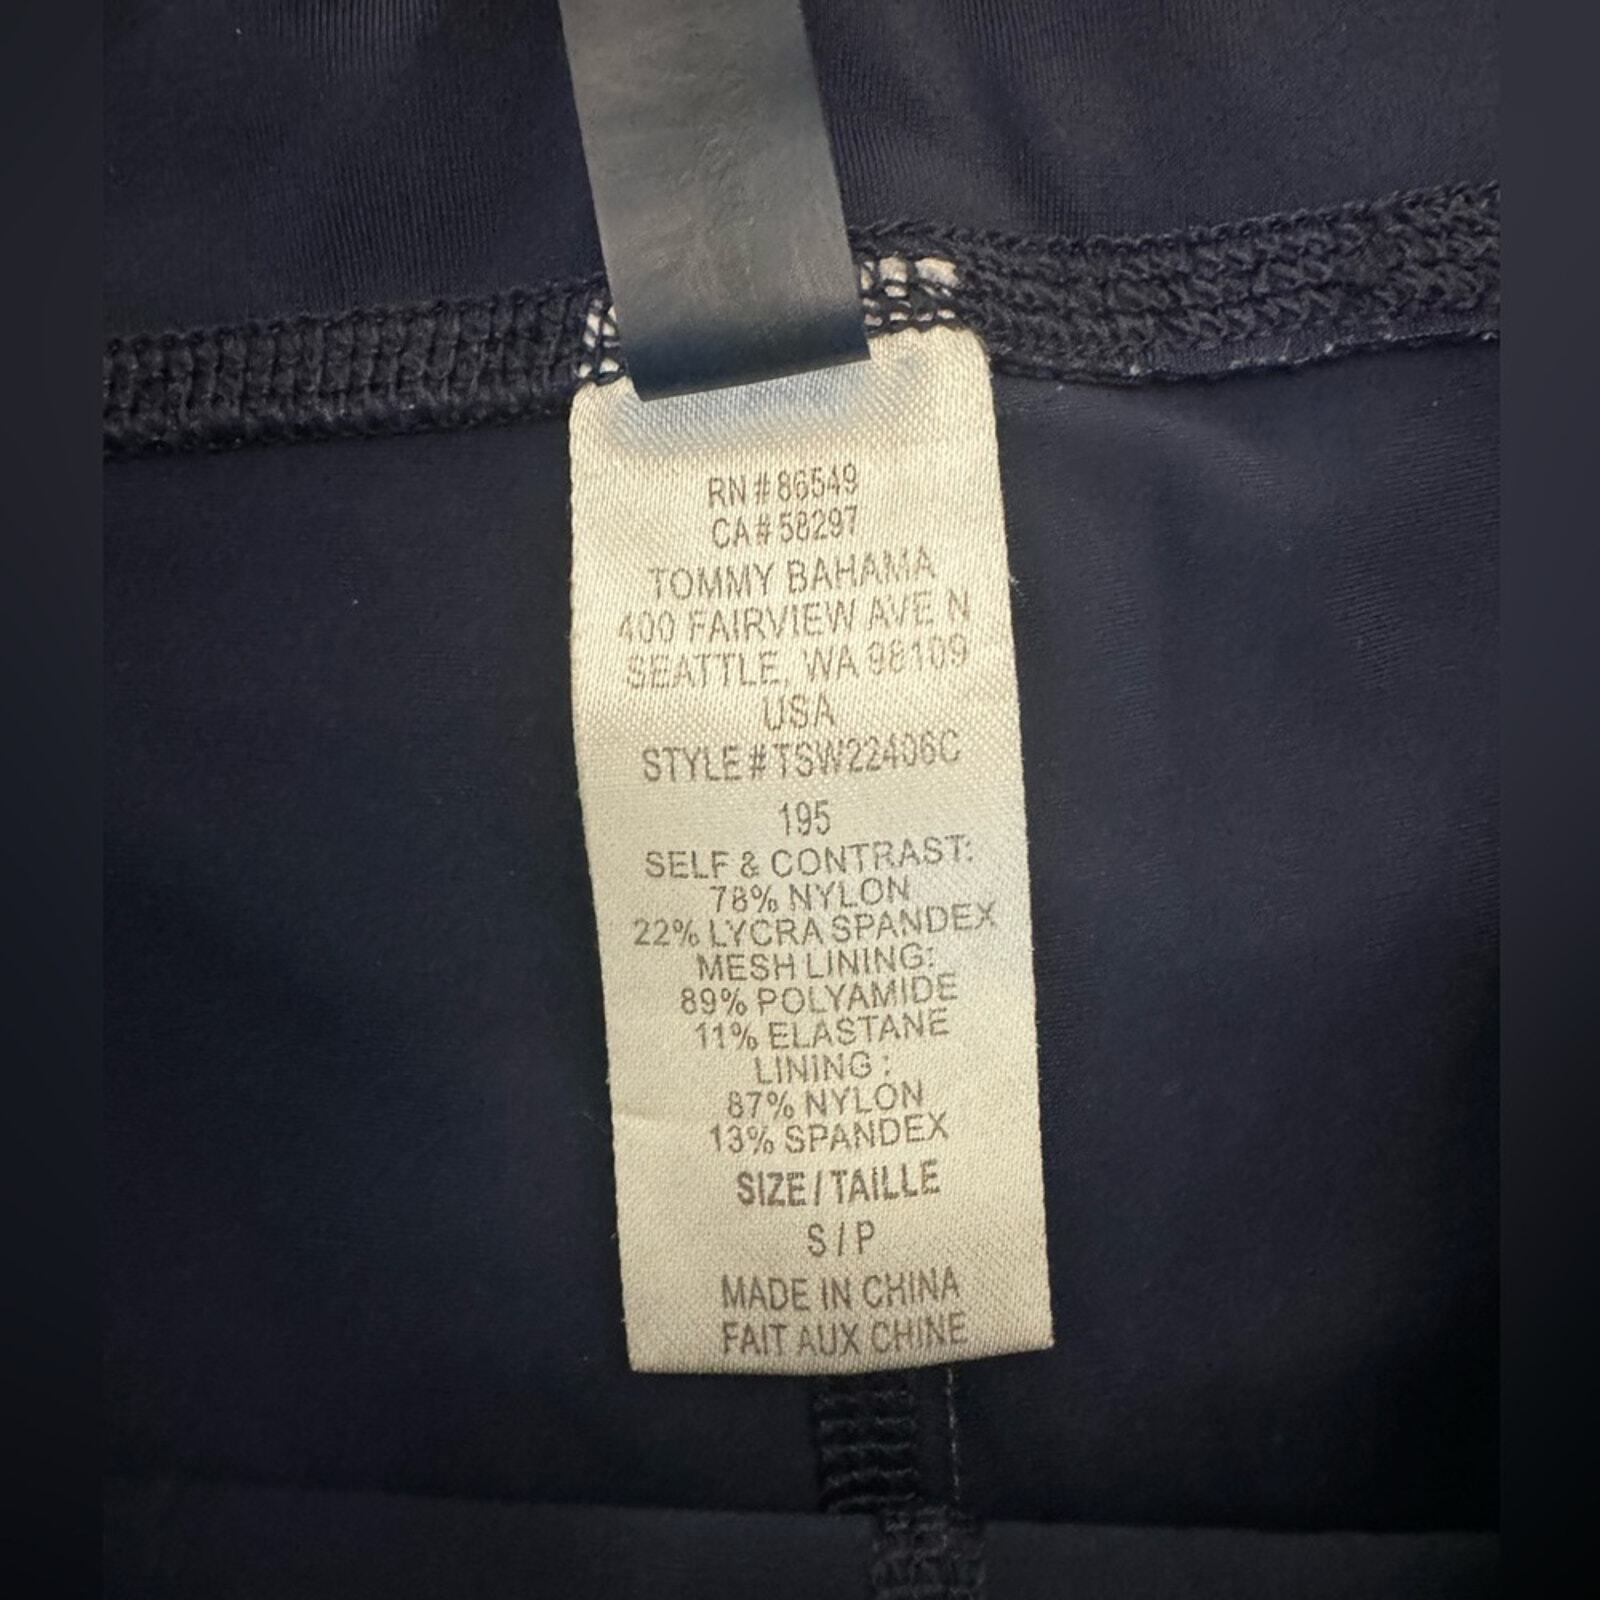 RN # 86549
CA # 58297
TOMMY BAHAMA
400 FAIRVIEW AVE N
SEATTLE, WA 98109
USA
STYLE # TSW22406C
195
SELF & CONTRAST:
78% NYLON
22% LYCRA SPANDEX
MESH LINING:
89% POLYAMIDE
11% ELASTANE
LINING :
87% NYLON
13% SPANDEX
SIZE / TAILLE
S / P
MADE IN CHINA
FAIT AUX CHINE